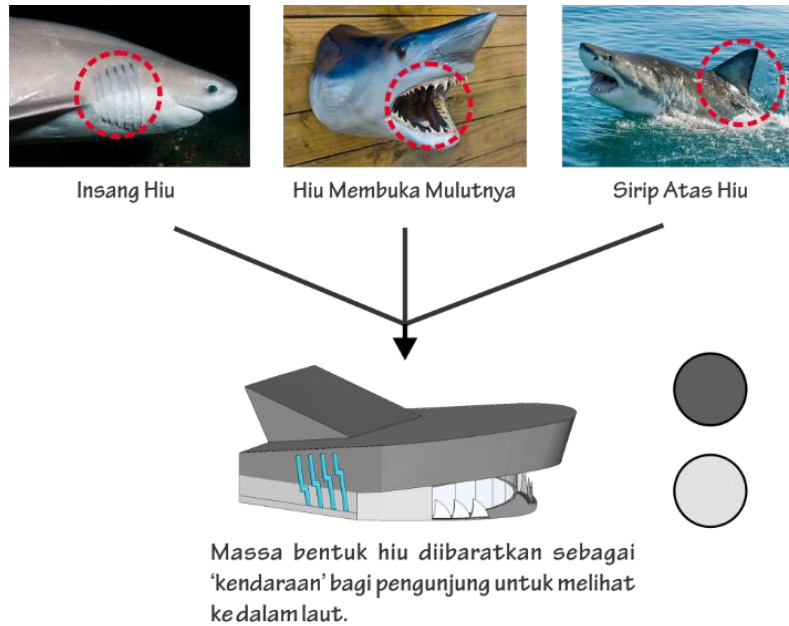 Insang Hiu
Hiu Membuka Mulutnya
Sirip Atas Hiu
Massa bentuk hiu diibaratkan sebagai
‘kendaraan’ bagi pengunjung untuk melihat
ke dalam laut.